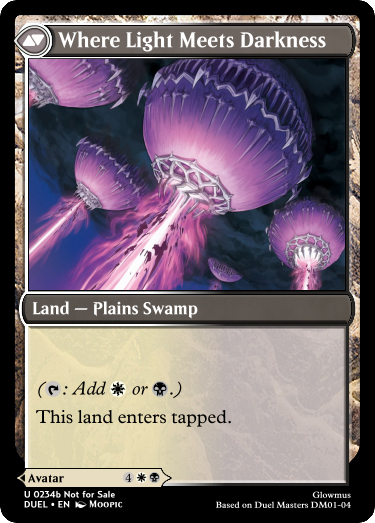 Where Light Meets Darkness
Land — Plains Swamp
(: Add or .)
This land enters tapped.
Avatar 4
U 0234b Not for Sale
DUEL • EN Moopic
Glowmus
Based on Duel Masters DM01-04